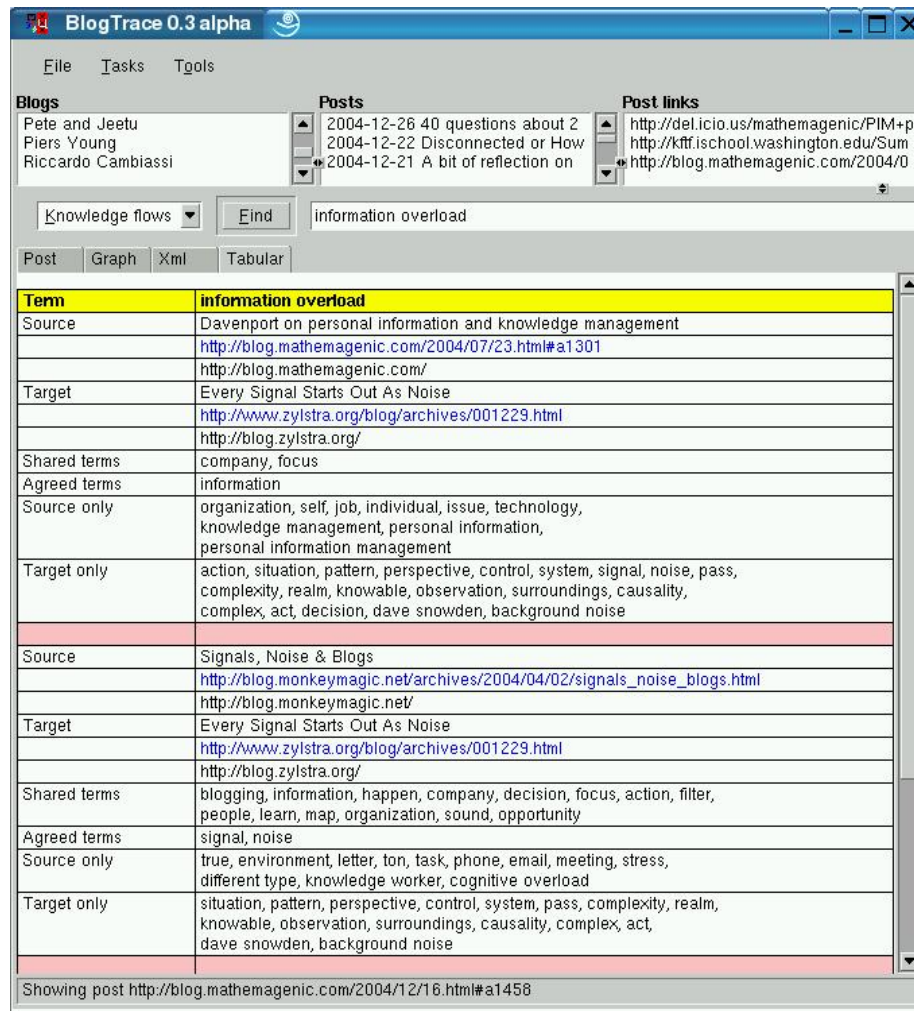 BlogTrace 0.3 alpha
File Tasks Tools
Blogs Posts Post links
Pete and Jeetu 2004-12-26 40 questions about 2 http://del.icio.us/mathemagenic/PIM+p
Piers Young 2004-12-22 Disconnected or How http://kftf.ischool.washington.edu/Sum
Riccardo Cambiassi 2004-12-21 A bit of reflection on http://blog.mathemagenic.com/2004/0
Knowledge flows Find information overload
Post Graph Xml Tabular
Term information overload
Source Davenport on personal information and knowledge management
http://blog.mathemagenic.com/2004/07/23.html#a1301
http://blog.mathemagenic.com/
Target Every Signal Starts Out As Noise
http://www.zylstra.org/blog/archives/001229.html
http://blog.zylstra.org/
Shared terms company, focus
Agreed terms information
Source only organization, self, job, individual, issue, technology,
knowledge management, personal information,
personal information management
Target only action, situation, pattern, perspective, control, system, signal, noise, pass,
complexity, realm, knowable, observation, surroundings, causality,
complex, act, decision, dave snowden, background noise
Source Signals, Noise & Blogs
http://blog.monkeymagic.net/archives/2004/04/02/signals_noise_blogs.html
http://blog.monkeymagic.net/
Target Every Signal Starts Out As Noise
http://www.zylstra.org/blog/archives/001229.html
http://blog.zylstra.org/
Shared terms blogging, information, happen, company, decision, focus, action, filter,
people, learn, map, organization, sound, opportunity
Agreed terms signal, noise
Source only true, environment, letter, ton, task, phone, email, meeting, stress,
different type, knowledge worker, cognitive overload
Target only situation, pattern, perspective, control, system, pass, complexity, realm,
knowable, observation, surroundings, causality, complex, act,
dave snowden, background noise
Showing post http://blog.mathemagenic.com/2004/12/16.html#a1458